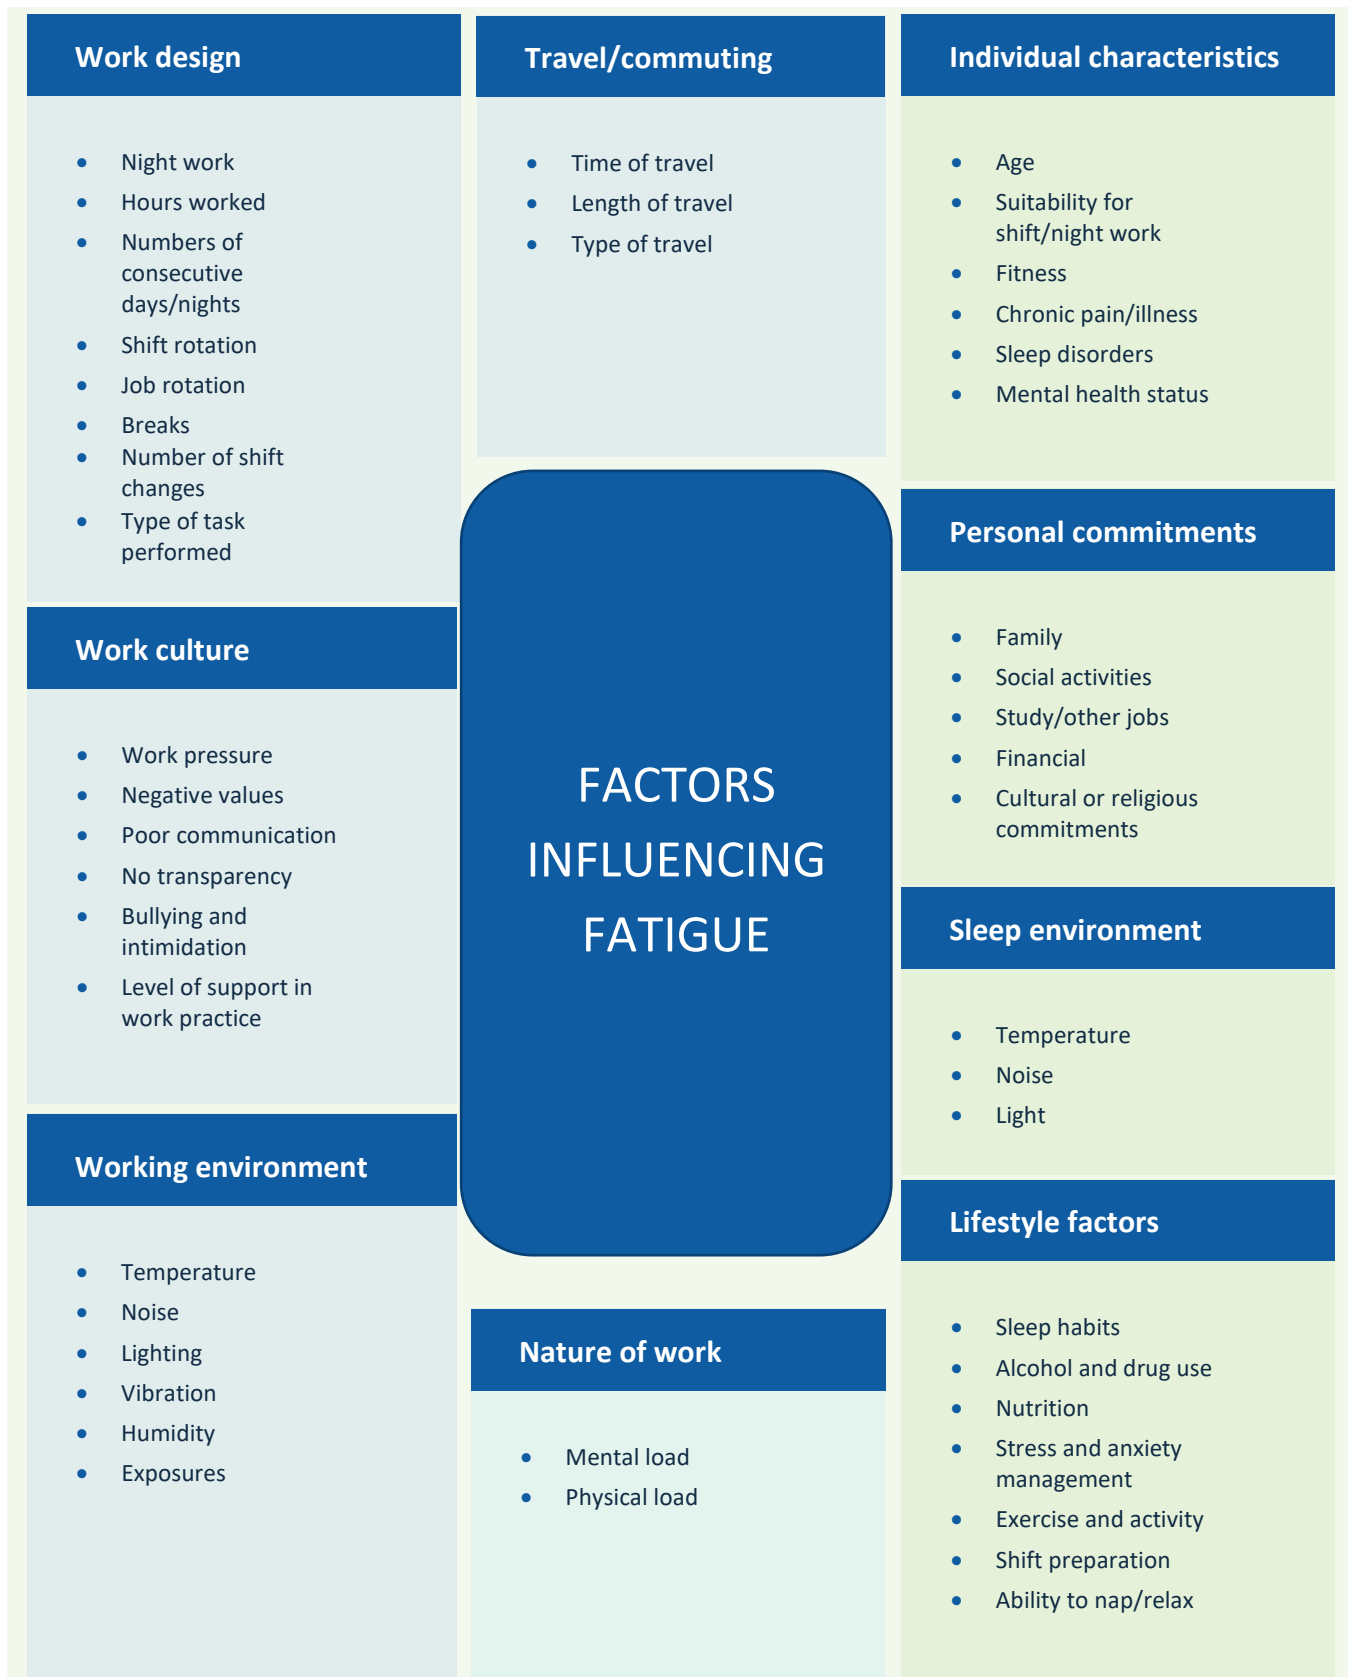 Work design
• Night work
• Hours worked
• Numbers of
consecutive
days/nights
• Shift rotation
• Job rotation
• Breaks
• Number of shift
changes
• Type of task
performed
Work culture
• Work pressure
• Negative values
• Poor communication
• No transparency
• Bullying and
intimidation
• Level of support in
work practice
Working environment
• Temperature
• Noise
• Lighting
• Vibration
• Humidity
• Exposures
Travel/commuting
• Time of travel
• Length of travel
• Type of travel
FACTORS
INFLUENCING
FATIGUE
Nature of work
• Mental load
• Physical load
Individual characteristics
• Age
• Suitability for
shift/night work
• Fitness
• Chronic pain/illness
• Sleep disorders
• Mental health status
Personal commitments
• Family
• Social activities
• Study/other jobs
• Financial
• Cultural or religious
commitments
Sleep environment
• Temperature
• Noise
• Light
Lifestyle factors
• Sleep habits
• Alcohol and drug use
• Nutrition
• Stress and anxiety
management
• Exercise and activity
• Shift preparation
• Ability to nap/relax